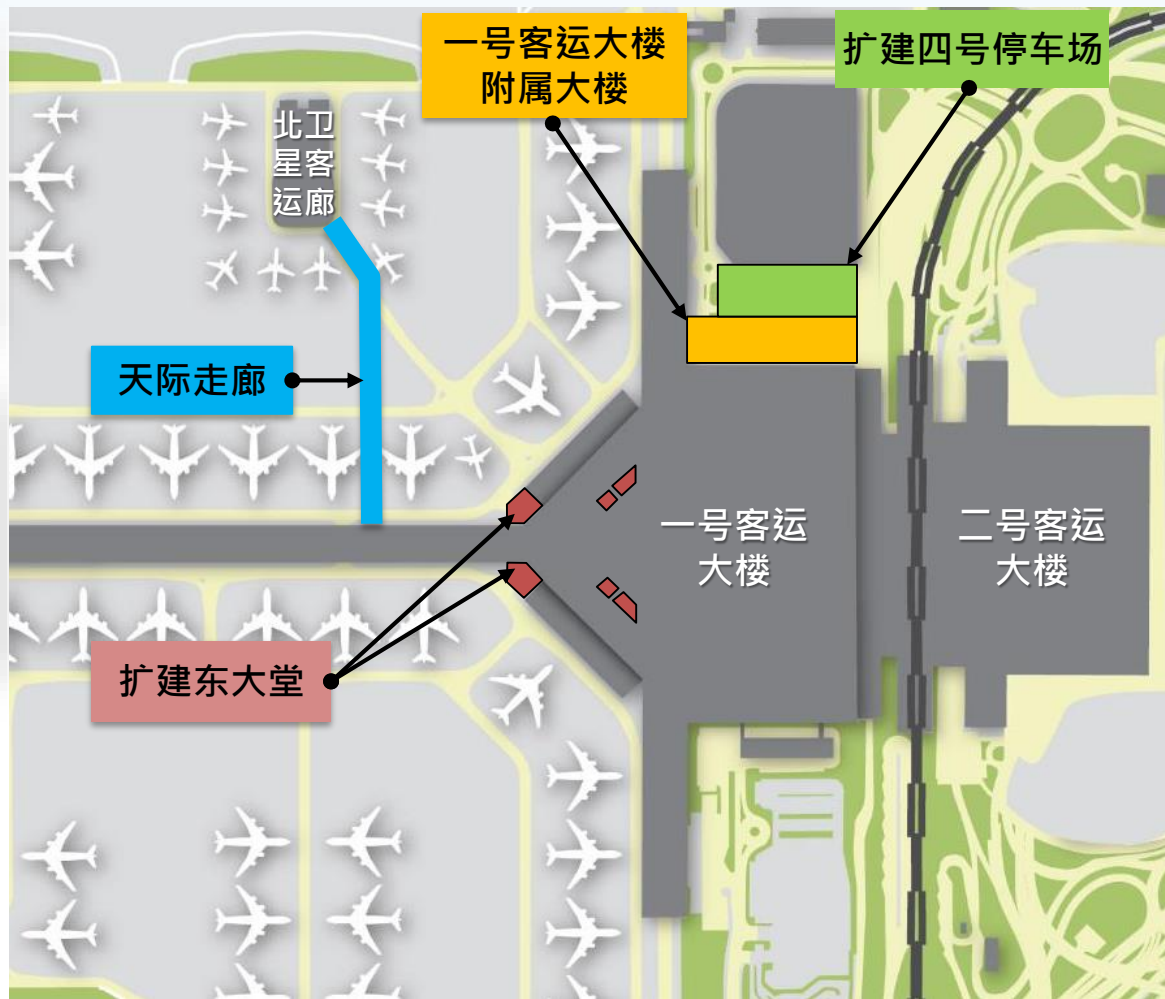 一号客运大楼
附属大楼
扩建四号停车场
北卫
星客
运廊
天际走廊
一号客运
大楼
二号客运
大楼
扩建东大堂